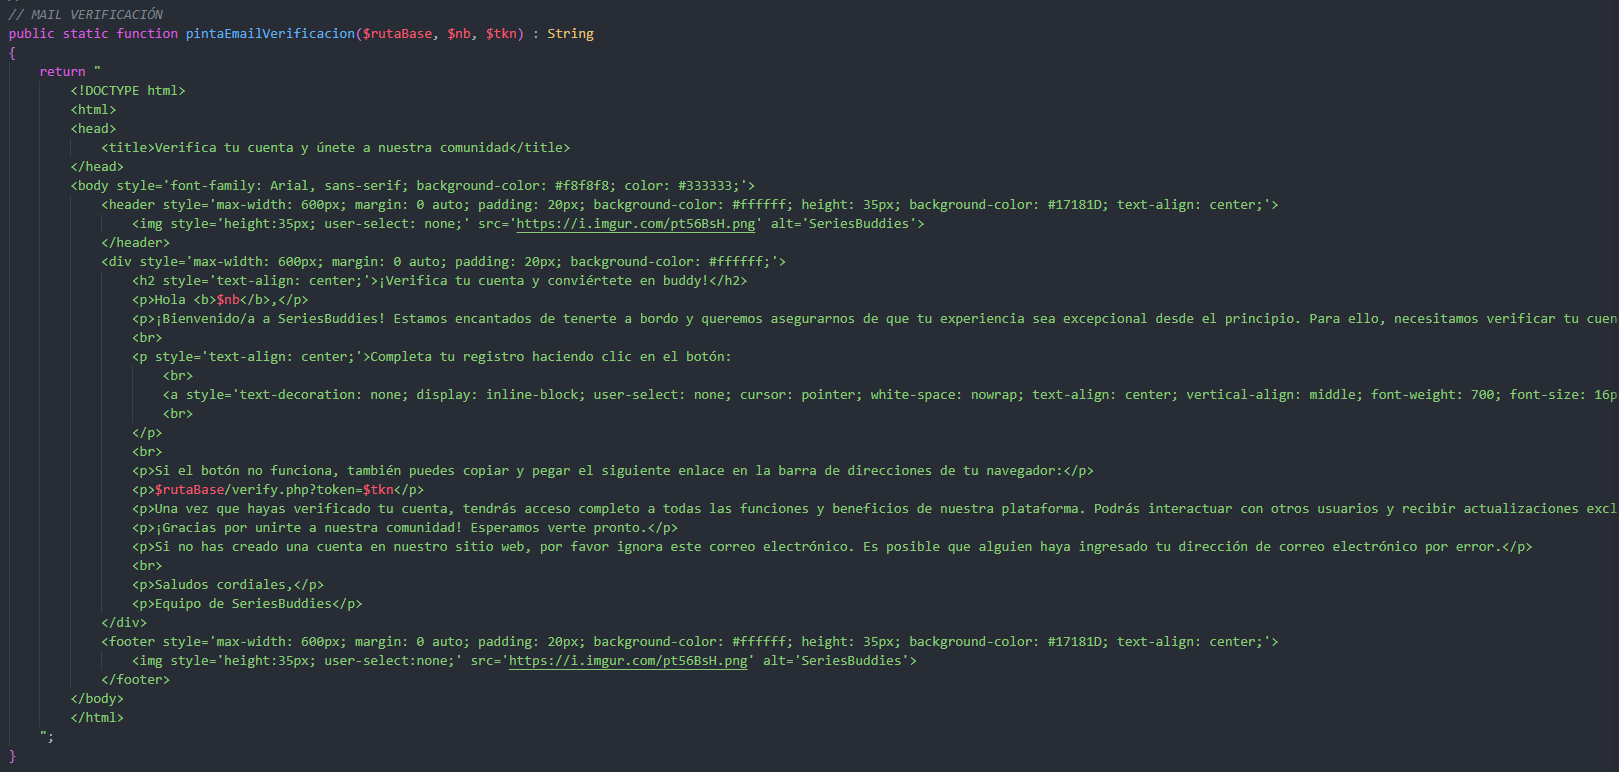 // MAIL VERIFICACIÓN
public static function pintaEmailVerificacion($rutaBase, $nb, $tkn) : String
{
return "
<!DOCTYPE html>
<html>
<head>
<title>Verifica tu cuenta y únete a nuestra comunidad</title>
</head>
<body style='font-family: Arial, sans-serif; background-color: #f8f8f8; color: #333333;'>
<header style='max-width: 600px; margin: 0 auto; padding: 20px; background-color: #ffffff; height: 35px; background-color: #17181D; text-align: center;'>
<img style='height:35px; user-select: none;' src='https://i.imgur.com/pt56BsH.png' alt='SeriesBuddies'>
</header>
<div style='max-width: 600px; margin: 0 auto; padding: 20px; background-color: #ffffff;'>
<h2 style='text-align: center;'>¡Verifica tu cuenta y conviértete en buddy!</h2>
<p>Hola <b>$nb</b>,</p>
<p>¡Bienvenido/a a SeriesBuddies! Estamos encantados de tenerte a bordo y queremos asegurarnos de que tu experiencia sea excepcional desde el principio. Para ello, necesitamos verificar tu cuen
<br>
<p style='text-align: center;'>Completa tu registro haciendo clic en el botón:
<br>
<a style='text-decoration: none; display: inline-block; user-select: none; cursor: pointer; white-space: nowrap; text-align: center; vertical-align: middle; font-weight: 700; font-size: 16p
<br>
</p>
<br>
<p>Si el botón no funciona, también puedes copiar y pegar el siguiente enlace en la barra de direcciones de tu navegador:</p>
<p>$rutaBase/verify.php?token=$tkn</p>
<p>Una vez que hayas verificado tu cuenta, tendrás acceso completo a todas las funciones y beneficios de nuestra plataforma. Podrás interactuar con otros usuarios y recibir actualizaciones excl
<p>¡Gracias por unirte a nuestra comunidad! Esperamos verte pronto.</p>
<p>Si no has creado una cuenta en nuestro sitio web, por favor ignora este correo electrónico. Es posible que alguien haya ingresado tu dirección de correo electrónico por error.</p>
<br>
<p>Saludos cordiales,</p>
<p>Equipo de SeriesBuddies</p>
</div>
<footer style='max-width: 600px; margin: 0 auto; padding: 20px; background-color: #ffffff; height: 35px; background-color: #17181D; text-align: center;'>
<img style='height:35px; user-select:none;' src='https://i.imgur.com/pt56BsH.png' alt='SeriesBuddies'>
</footer>
</body>
</html>
";
}